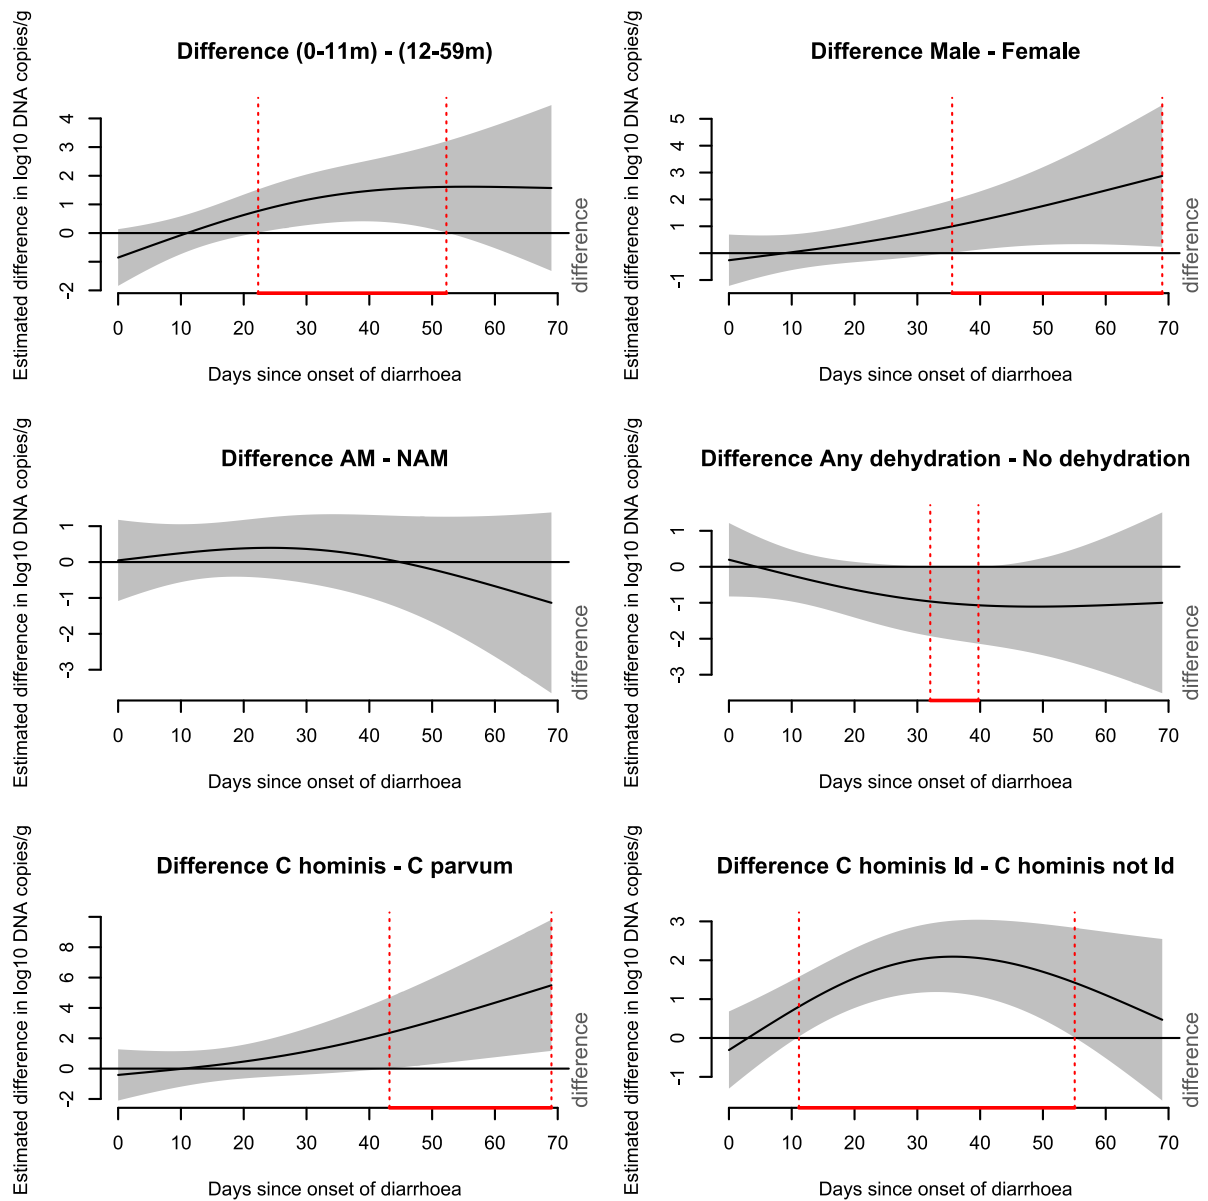 Difference (0-11m) - (12-59m)
Estimated difference in log10 DNA copies/g
4
3
2
1
0
-2
0 10 20 30 40 50 60 70
Days since onset of diarrhoea
difference
Difference Male - Female
Estimated difference in log10 DNA copies/g
5
4
3
2
1
0
-1
0 10 20 30 40 50 60 70
Days since onset of diarrhoea
difference
Difference AM - NAM
Estimated difference in log10 DNA copies/g
1
0
-1
-2
-3
0 10 20 30 40 50 60 70
Days since onset of diarrhoea
difference
Difference Any dehydration - No dehydration
Estimated difference in log10 DNA copies/g
1
0
-1
-2
-3
0 10 20 30 40 50 60 70
Days since onset of diarrhoea
difference
Difference C hominis - C parvum
Estimated difference in log10 DNA copies/g
8
6
4
2
0
-2
0 10 20 30 40 50 60 70
Days since onset of diarrhoea
difference
Difference C hominis Id - C hominis not Id
Estimated difference in log10 DNA copies/g
3
2
1
0
-1
0 10 20 30 40 50 60 70
Days since onset of diarrhoea
difference